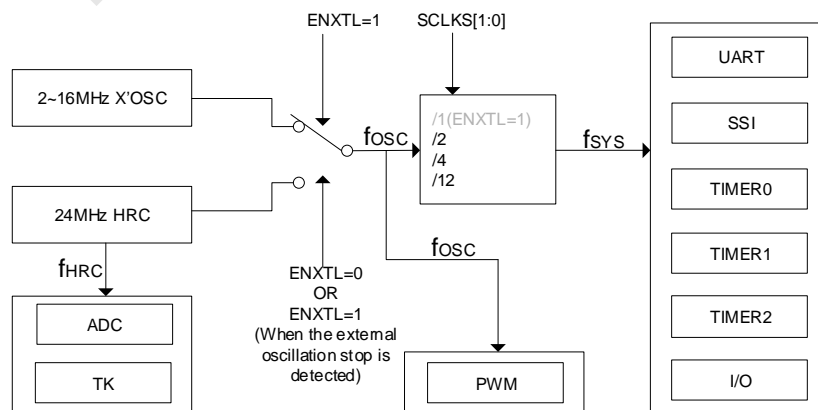 ENXTL=1
SCLKS[1:0]
UART
2~16MHz X'OSC
/1(ENXTL=1)
fOSC
/2
fSYS
SSI
/4
/12
TIMER0
24MHz HRC
fOSC
TIMER1
fHRC
ENXTL=0
OR
ENXTL=1
(When the external
oscillation stop is
detected)
ADC
TIMER2
TK
PWM
I/O